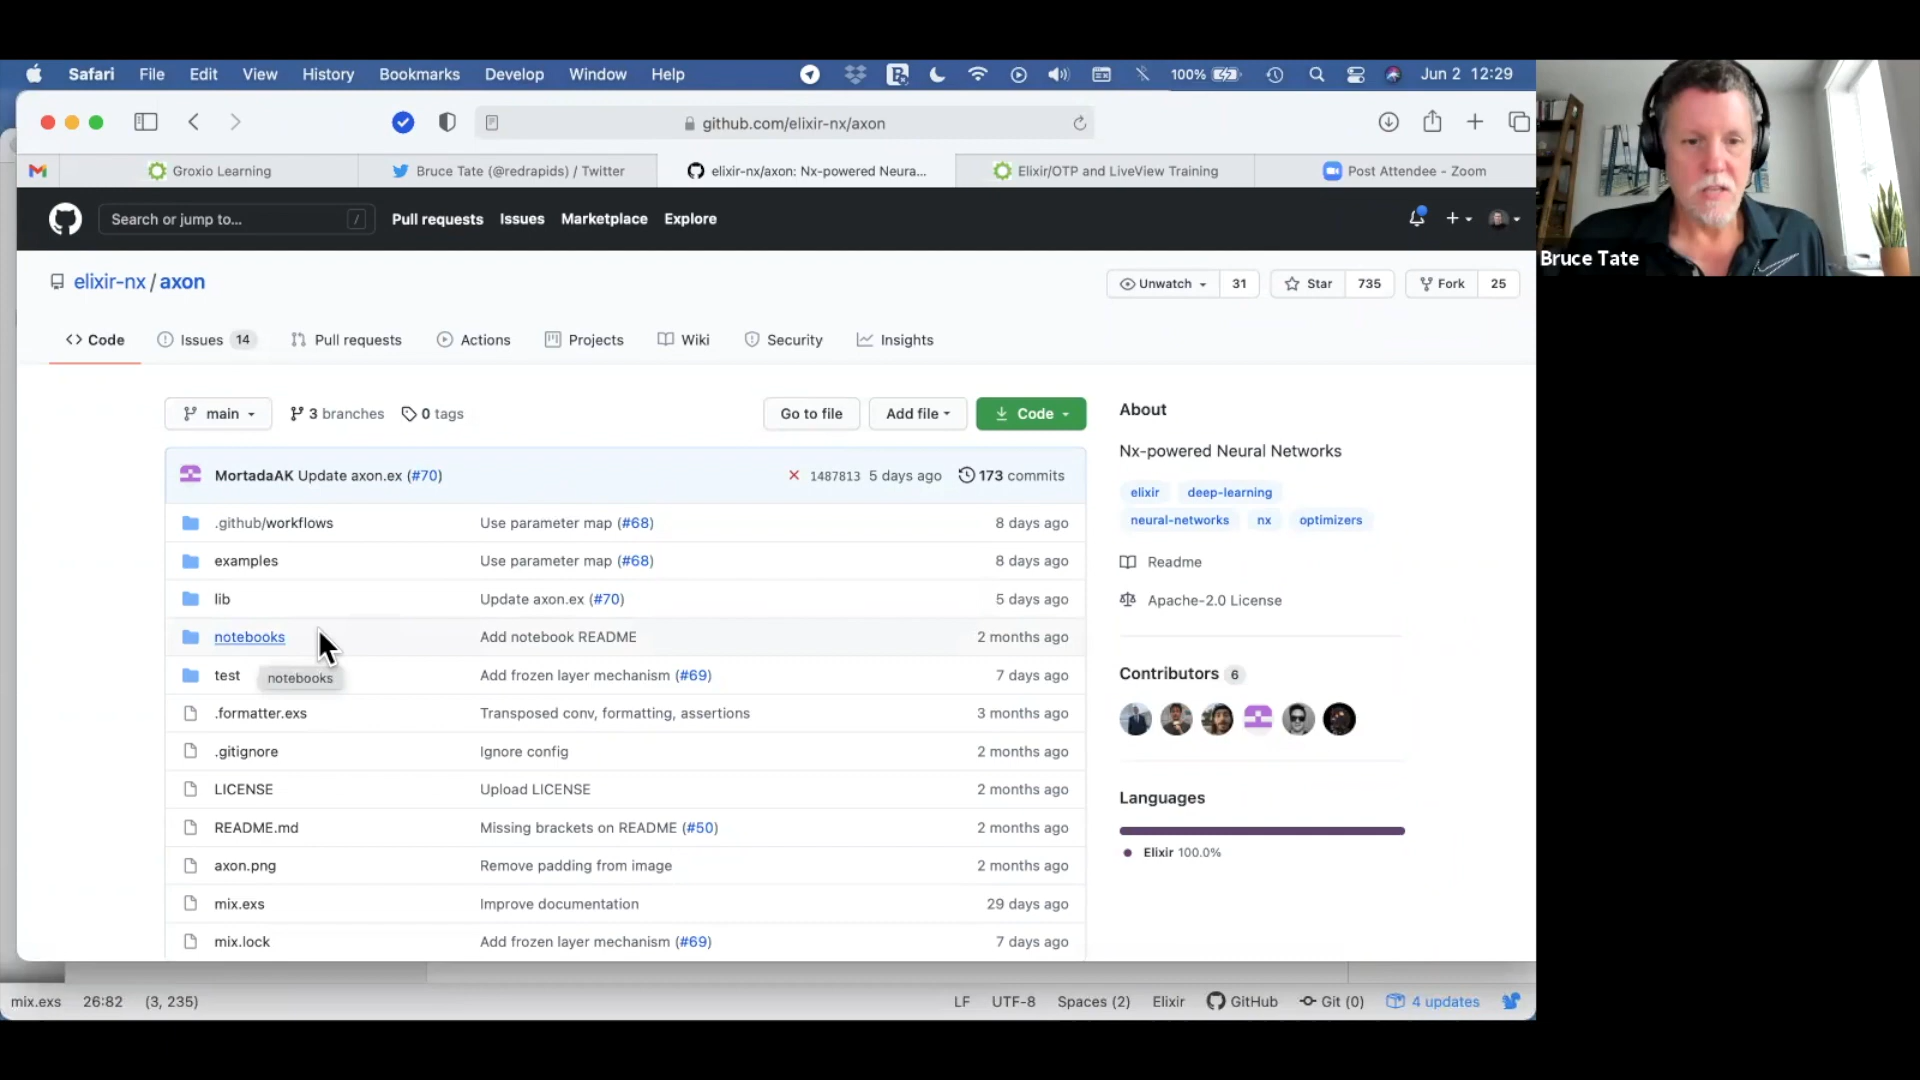 Safari File Edit View History Bookmarks Develop Window Help 100% Jun 2 12:29
github.com/elixir-nx/axon
Groxio Learning
Bruce Tate (@redrapids) / Twitter
elixir-nx/axon: Nx-powered Neura...
Elixir/OTP and LiveView Training
Post Attendee - Zoom
Search or jump to... /
Pull requests Issues Marketplace Explore
Bruce Tate
elixir-nx / axon
Unwatch 31
Star 735
Fork 25
Code Issues 14 Pull requests Actions Projects Wiki Security Insights
main 3 branches 0 tags
Go to file Add file Code
MortadaAK Update axon.ex (#70) 1487813 5 days ago 173 commits
.github/workflows Use parameter map (#68) 8 days ago
examples Use parameter map (#68) 8 days ago
lib Update axon.ex (#70) 5 days ago
notebooks Add notebook README 2 months ago
test Add frozen layer mechanism (#69) 7 days ago
notebooks
.formatter.exs Transposed conv, formatting, assertions 3 months ago
.gitignore Ignore config 2 months ago
LICENSE Upload LICENSE 2 months ago
README.md Missing brackets on README (#50) 2 months ago
axon.png Remove padding from image 2 months ago
mix.exs Improve documentation 29 days ago
mix.lock Add frozen layer mechanism (#69) 7 days ago
About
Nx-powered Neural Networks
elixir deep-learning
neural-networks nx optimizers
Readme
Apache-2.0 License
Contributors 6
Languages
Elixir 100.0%
mix.exs 26:82 (3, 235) LF UTF-8 Spaces (2) Elixir GitHub Git (0) 4 updates